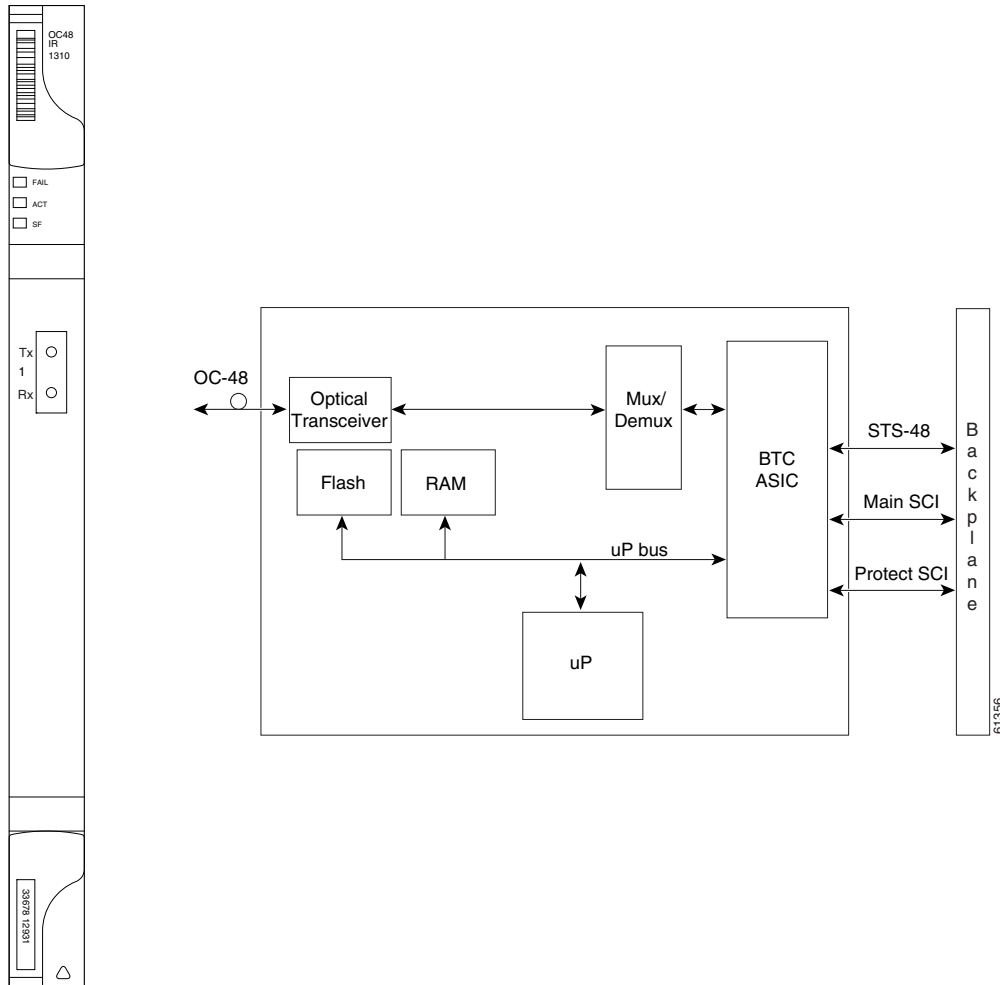 OC48
IR
1310
FAIL
ACT
SF
Tx
1
Rx
33678 12931
OC-48
Optical
Transceiver
Mux/
Demux
Flash
RAM
BTC
ASIC
uP bus
uP
STS-48
Main SCI
Protect SCI
Backplane
61356